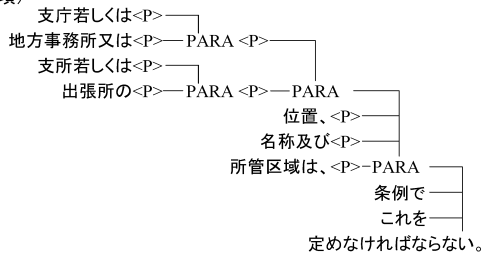 項）
支庁若しくは<P>
地方事務所又は<P> PARA <P>
支所若しくは<P>
出張所の<P> PARA <P> PARA
位置、<P>
名称及び<P>
所管区域は、<P> PARA
条例で
これを
定めなければならない。